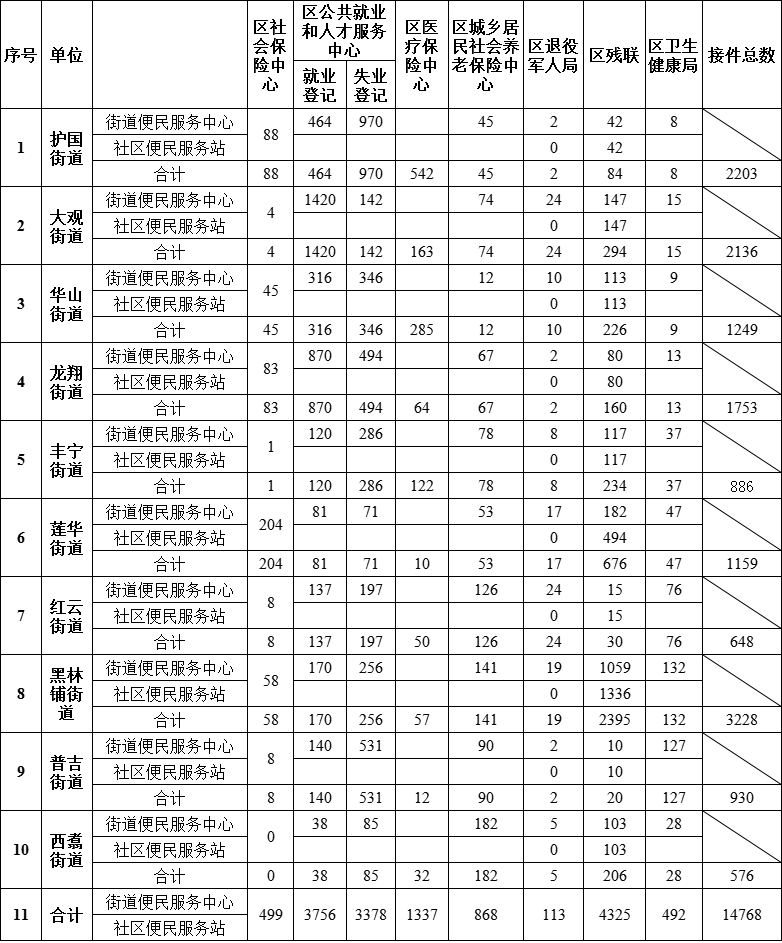 序号 单位 区社会保险中心 区公共就业和人才服务中心 区医疗保险中心 区城乡居民社会养老保险中心 区退役军人局 区残联 区卫生健康局 接件总数
就业登记 失业登记
1 护国街道 街道便民服务中心 88 464 970 45 2 42 8
社区便民服务站 0 42
合计 88 464 970 542 45 2 84 8 2203
2 大观街道 街道便民服务中心 4 1420 142 74 24 147 15
社区便民服务站 0 147
合计 4 1420 142 163 74 24 294 15 2136
3 华山街道 街道便民服务中心 45 316 346 12 10 113 9
社区便民服务站 0 113
合计 45 316 346 285 12 10 226 9 1249
4 龙翔街道 街道便民服务中心 83 870 494 67 2 80 13
社区便民服务站 0 80
合计 83 870 494 64 67 2 160 13 1753
5 丰宁街道 街道便民服务中心 1 120 286 78 8 117 37
社区便民服务站 0 117
合计 1 120 286 122 78 8 234 37 886
6 莲华街道 街道便民服务中心 204 81 71 53 17 182 47
社区便民服务站 0 494
合计 204 81 71 10 53 17 676 47 1159
7 红云街道 街道便民服务中心 8 137 197 126 24 15 76
社区便民服务站 0 15
合计 8 137 197 50 126 24 30 76 648
8 黑林铺街道 街道便民服务中心 58 170 256 141 19 1059 132
社区便民服务站 0 1336
合计 58 170 256 57 141 19 2395 132 3228
9 普吉街道 街道便民服务中心 8 140 531 90 2 10 127
社区便民服务站 0 10
合计 8 140 531 12 90 2 20 127 930
10 西翥街道 街道便民服务中心 0 38 85 182 5 103 28
社区便民服务站 0 103
合计 0 38 85 32 182 5 206 28 576
11 合计 街道便民服务中心 499 3756 3378 1337 868 113 4325 492 14768
社区便民服务站